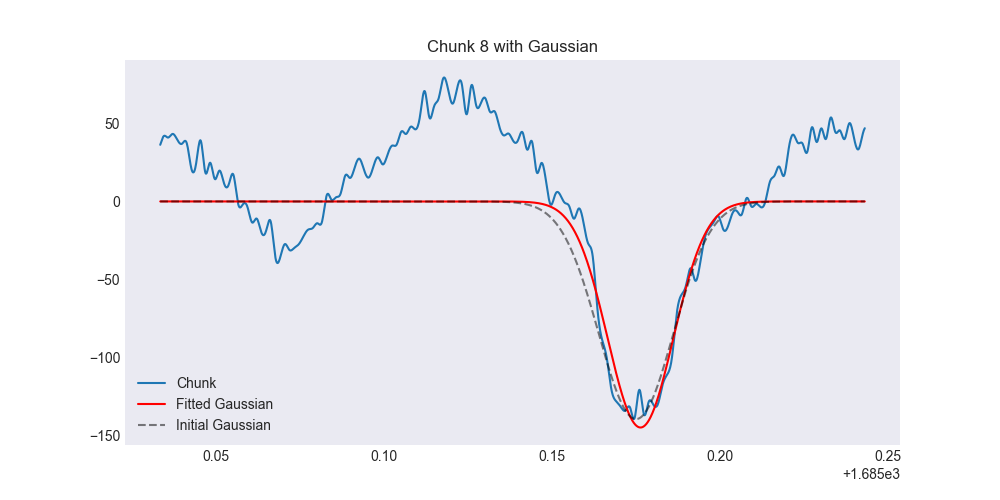 Chunk 8 with Gaussian
50
0
−50
−100
−150
Chunk
Fitted Gaussian
Initial Gaussian
0.05 0.10 0.15 0.20 0.25
+1.685e3